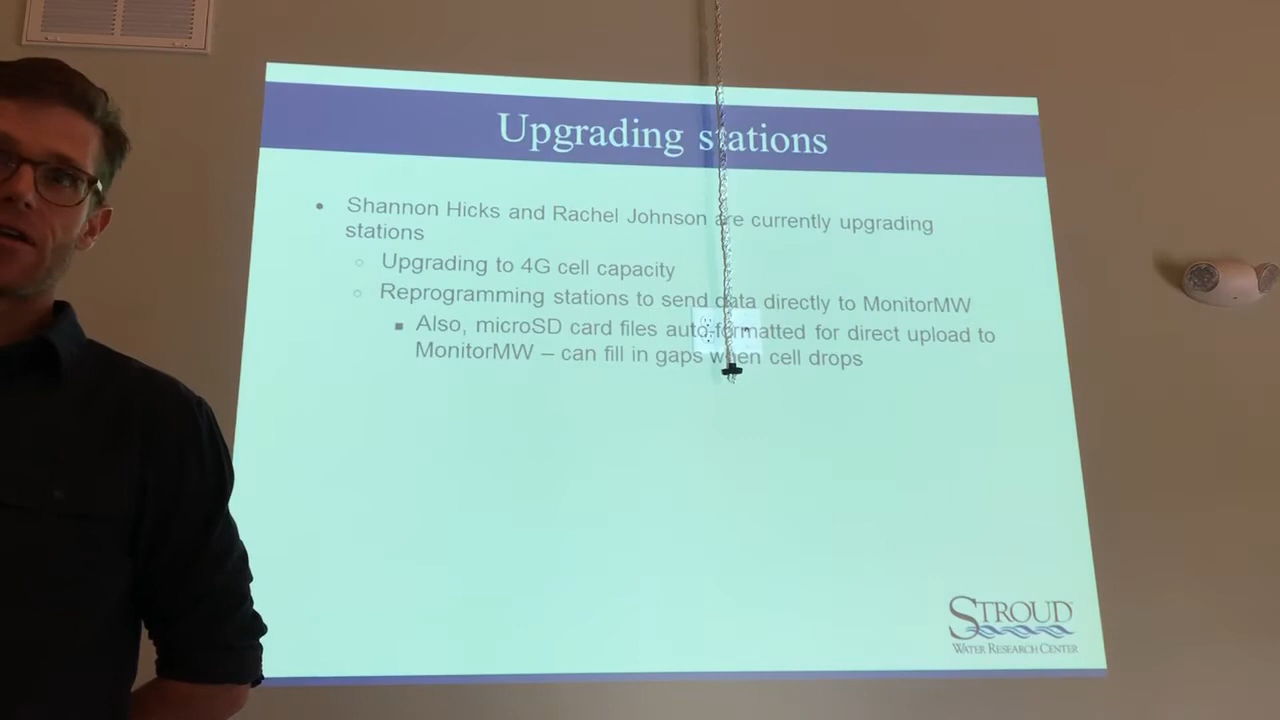 Upgrading stations
• Shannon Hicks and Rachel Johnson are currently upgrading
stations
○ Upgrading to 4G cell capacity
○ Reprogramming stations to send data directly to MonitorMW
■ Also, microSD card files auto-formatted for direct upload to
MonitorMW – can fill in gaps when cell drops
STROUD
WATER RESEARCH CENTER